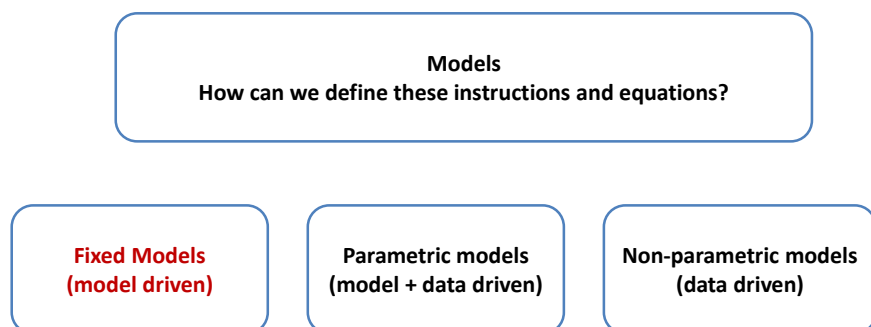 Models
How can we define these instructions and equations?
Fixed Models
(model driven)
Parametric models
(model + data driven)
Non-parametric models
(data driven)